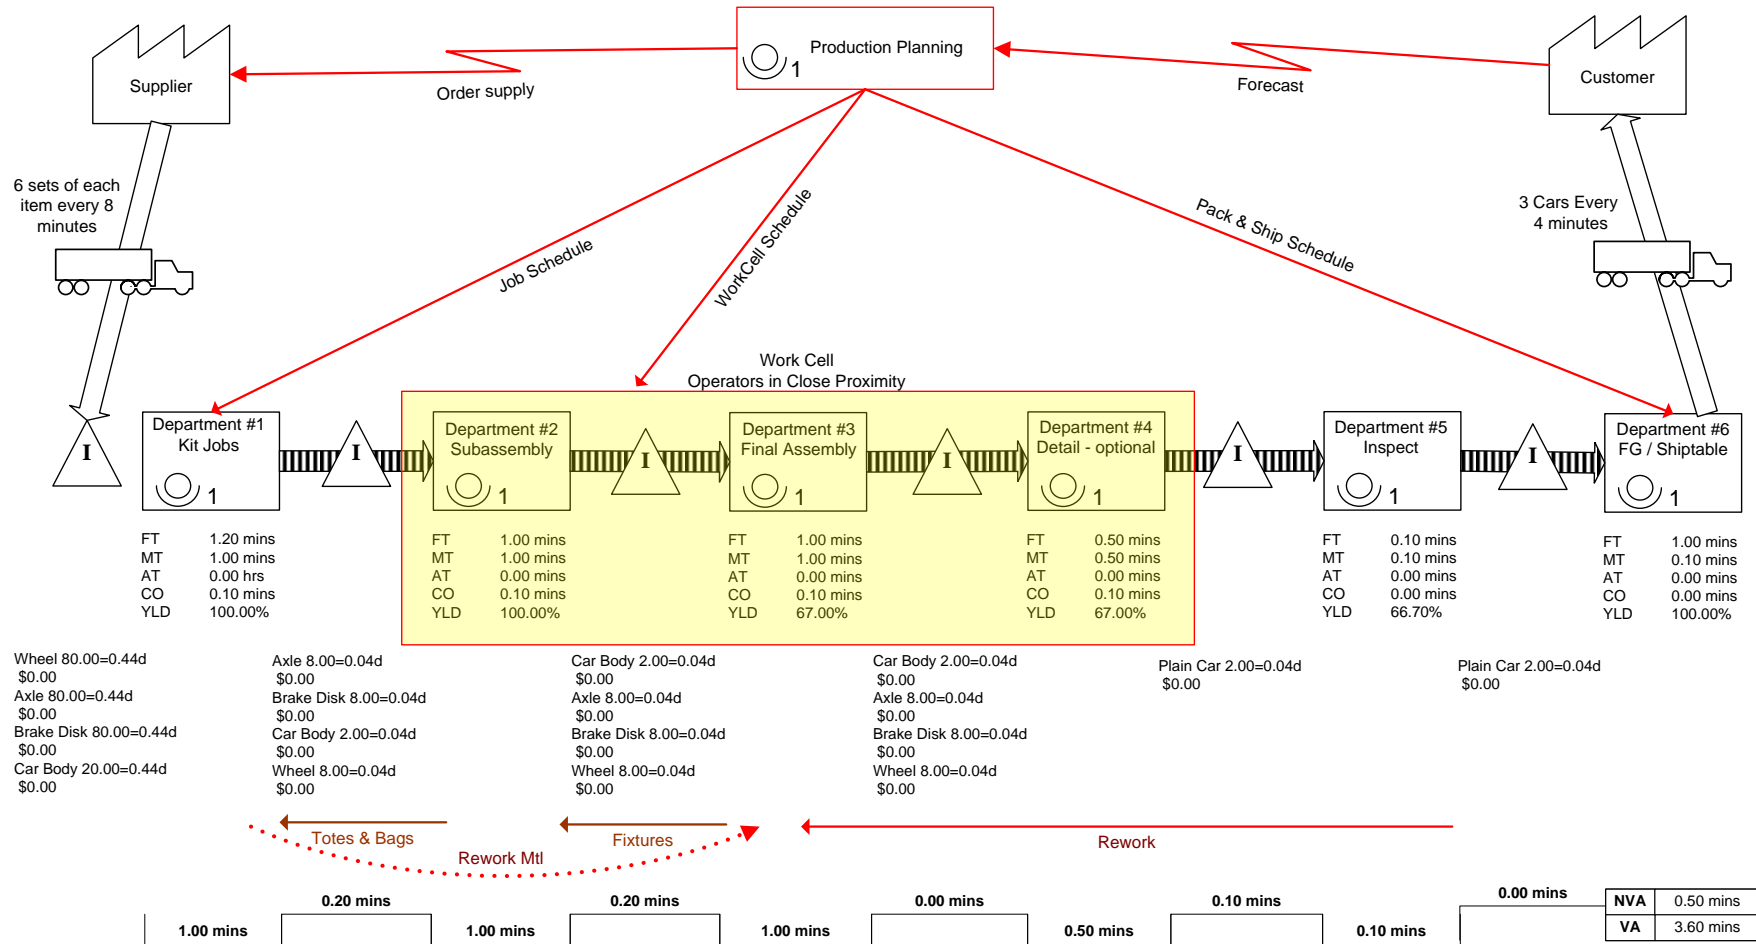 Production Planning
1
Supplier
Order supply
Forecast
Customer
6 sets of each
item every 8
minutes
3 Cars Every
4 minutes
Job Schedule
WorkCell Schedule
Pack & Ship Schedule
Work Cell
Operators in Close Proximity
I
Department #1
Kit Jobs
1
I
Department #2
Subassembly
1
I
Department #3
Final Assembly
1
I
Department #4
Detail - optional
1
I
Department #5
Inspect
1
I
Department #6
FG / Shiptable
1
FT 1.20 mins
MT 1.00 mins
AT 0.00 hrs
CO 0.10 mins
YLD 100.00%
FT 1.00 mins
MT 1.00 mins
AT 0.00 mins
CO 0.10 mins
YLD 100.00%
FT 1.00 mins
MT 1.00 mins
AT 0.00 mins
CO 0.10 mins
YLD 67.00%
FT 0.50 mins
MT 0.50 mins
AT 0.00 mins
CO 0.10 mins
YLD 67.00%
FT 0.10 mins
MT 0.10 mins
AT 0.00 mins
CO 0.00 mins
YLD 66.70%
FT 1.00 mins
MT 0.10 mins
AT 0.00 mins
CO 0.00 mins
YLD 100.00%
Wheel 80.00=0.44d
$0.00
Axle 80.00=0.44d
$0.00
Brake Disk 80.00=0.44d
$0.00
Car Body 20.00=0.44d
$0.00
Axle 8.00=0.04d
$0.00
Brake Disk 8.00=0.04d
$0.00
Car Body 2.00=0.04d
$0.00
Wheel 8.00=0.04d
$0.00
Car Body 2.00=0.04d
$0.00
Axle 8.00=0.04d
$0.00
Brake Disk 8.00=0.04d
$0.00
Wheel 8.00=0.04d
$0.00
Car Body 2.00=0.04d
$0.00
Axle 8.00=0.04d
$0.00
Brake Disk 8.00=0.04d
$0.00
Wheel 8.00=0.04d
$0.00
Plain Car 2.00=0.04d
$0.00
Plain Car 2.00=0.04d
$0.00
Totes & Bags
Fixtures
Rework Mtl
Rework
1.00 mins
0.20 mins
1.00 mins
0.20 mins
1.00 mins
0.00 mins
0.50 mins
0.10 mins
0.10 mins
0.00 mins
NVA 0.50 mins
VA 3.60 mins